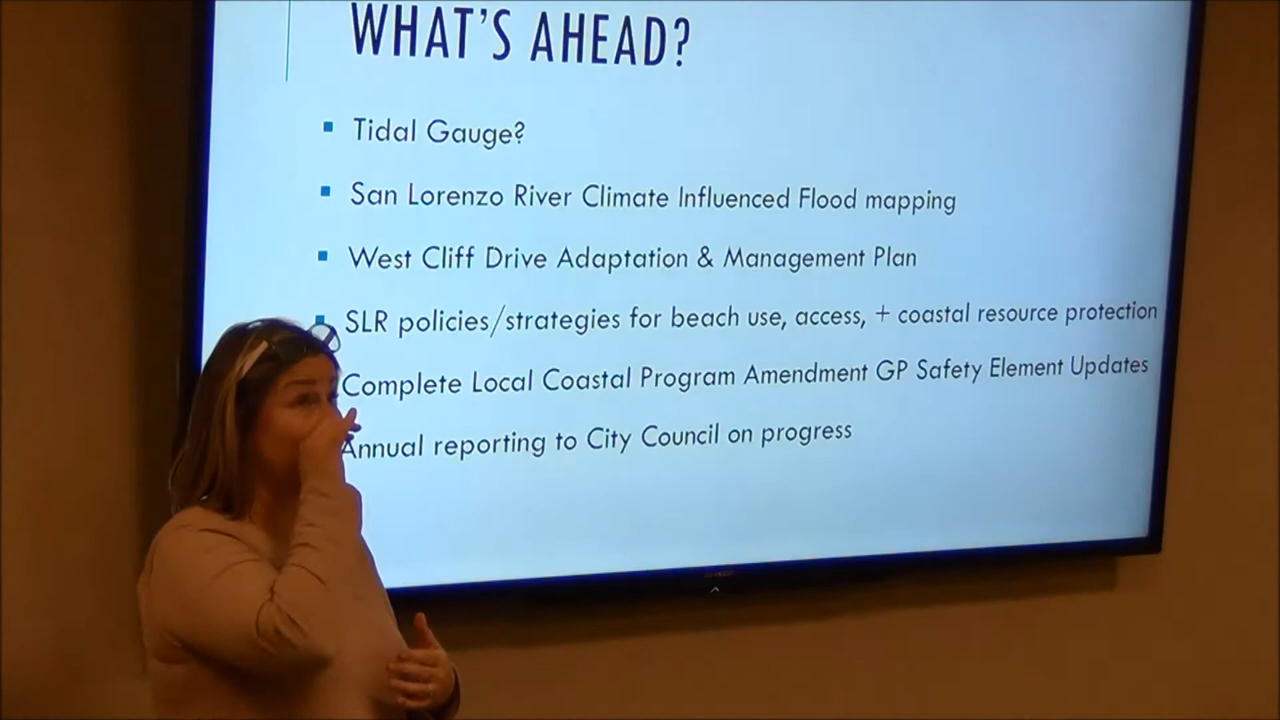 WHAT'S AHEAD?
Tidal Gauge?
San Lorenzo River Climate Influenced Flood mapping
West Cliff Drive Adaptation & Management Plan
SLR policies/strategies for beach use, access, + coastal resource protection
Complete Local Coastal Program Amendment GP Safety Element Updates
Annual reporting to City Council on progress